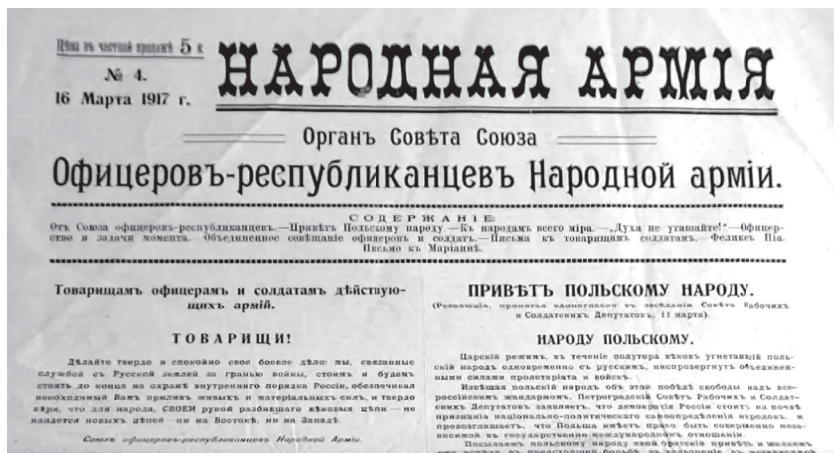 Цѣна въ частной продажѣ 5 к
№ 4.
16 Марта 1917 г.
НАРОДНАЯ АРМІЯ
Органъ Совѣта Союза
Офицеровъ-республиканцевъ Народной арміи.
СОДЕРЖАНІЕ:
Отъ Союза офицеровъ-республиканцевъ.—Привѣтъ Польскому народу—Къ народамъ всего міра.—„Духа не угашайте!"—Офицер-
ство и задачи момента. Объединенное совѣщаніе офицеровъ и солдатъ.—Письма къ товарищамъ солдатамъ.—Феликсъ Піа.
Письмо къ Маріаннѣ.
Товарищамъ офицерамъ и солдатамъ дѣйствую-
щихъ армій.
ТОВАРИЩИ!
Дѣлайте твердо и спокойно свое боевое дѣло: мы, связанные
службой съ Русской землей за гранью войны, стоимъ и будемъ
стоять до конца на охранѣ внутренняго порядка Россіи, обезпечивая
необходимый Вамъ приливъ живыхъ и матеріальныхъ силъ, и твердо
вѣря, что для народа, СВОЕЙ рукой разбившаго вѣковыя цѣпи—не
найдется новыхъ цѣпей—ни на Востокѣ, ни на Западѣ.
Союзъ офицеровъ-республиканцевъ Народной Арміи.
ПРИВѢТЪ ПОЛЬСКОМУ НАРОДУ.
(Резолюція, принятая единогласно въ засѣданіи Совѣта Рабочихъ
и Солдатскихъ Депутатовъ, 11 марта).
НАРОДУ ПОЛЬСКОМУ.
Царскій режимъ, въ теченіе полутора вѣковъ угнетавшій поль-
скій народъ одновременно съ русскимъ, ниспровергнутъ объединен-
ными силами пролетаріата и войскъ.
Извѣщая польскій народъ объ этой побѣдѣ свободы надъ все-
россійскимъ жандармомъ, Петроградскій Совѣтъ Рабочихъ и Солдат-
скихъ Депутатовъ заявляетъ, что демократія Россіи стоитъ на почвѣ
признанія національно-политическаго самоопредѣленія народовъ, и
провозглашаетъ, что Польша имѣетъ право быть совершенно неза-
висимой въ государственно-международномъ отношеніи.
Посылаемъ польскому народу свой братскій привѣтъ и желаемъ